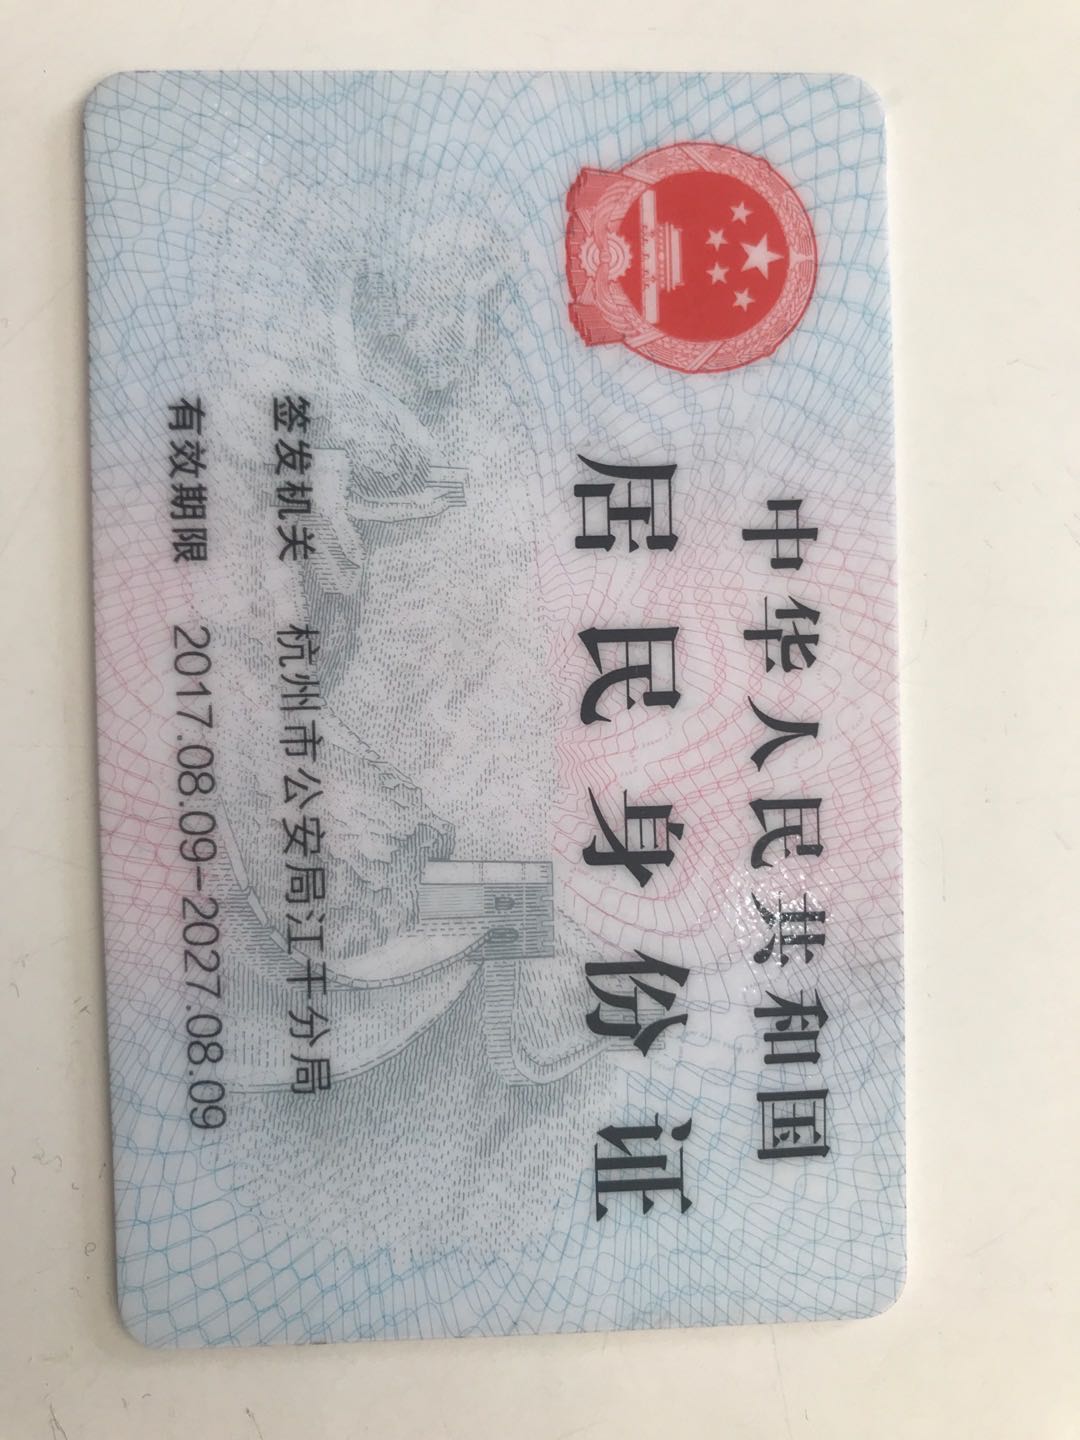 中华人民共和国
居民身份证
签发机关 杭州市公安局江干分局
有效期限 2017.08.09-2027.08.09